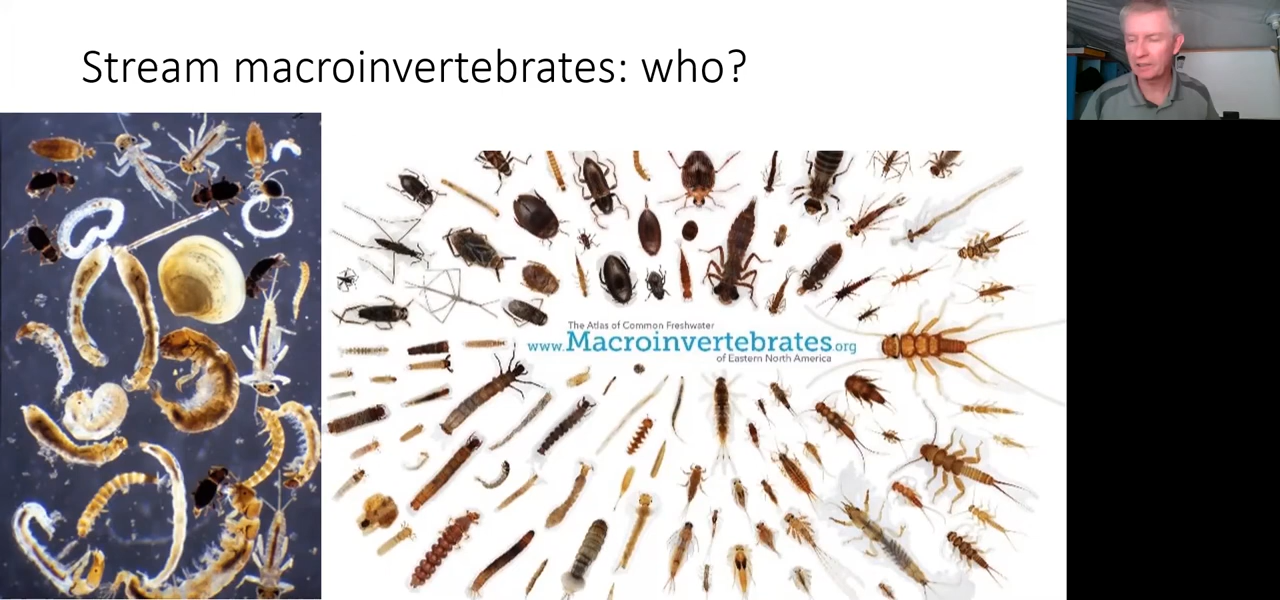 Stream macroinvertebrates: who?
The Atlas of Common Freshwater
www.Macroinvertebrates.org
of Eastern North America